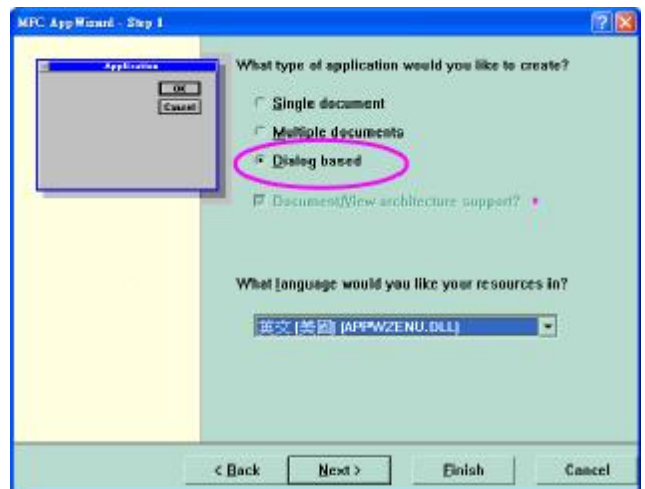 MFC AppWizard - Step 1
Application
OK
Cancel
What type of application would you like to create?
Single document
Multiple documents
Dialog based
Document/View architecture support?
What language would you like your resources in?
英文 [美國] (APPWZENU.DLL)
< Back
Next >
Finish
Cancel